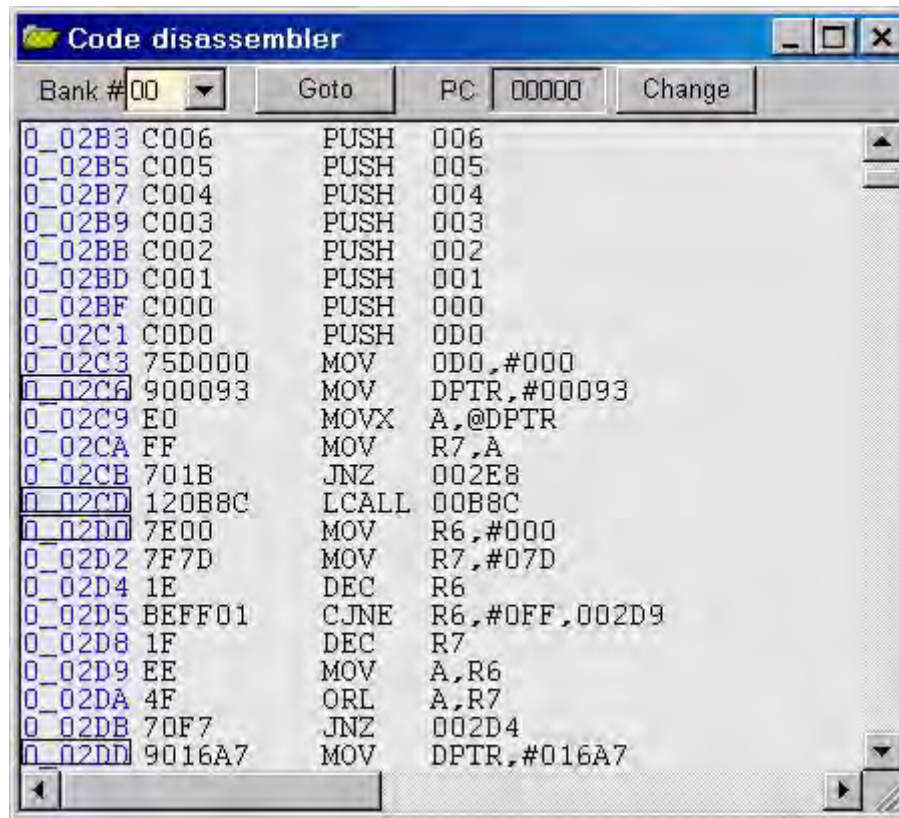 Code disassembler
Bank # 00 Goto PC 00000 Change
0_02B3 C006 PUSH 006
0_02B5 C005 PUSH 005
0_02B7 C004 PUSH 004
0_02B9 C003 PUSH 003
0_02BB C002 PUSH 002
0_02BD C001 PUSH 001
0_02BF C000 PUSH 000
0_02C1 C0D0 PUSH 0D0
0_02C3 75D000 MOV 0D0,#000
0_02C6 900093 MOV DPTR,#00093
0_02C9 E0 MOVX A,@DPTR
0_02CA FF MOV R7,A
0_02CB 701B JNZ 002E8
0_02CD 120B8C LCALL 00B8C
0_02D0 7E00 MOV R6,#000
0_02D2 7F7D MOV R7,#07D
0_02D4 1E DEC R6
0_02D5 BEFF01 CJNE R6,#0FF,002D9
0_02D8 1F DEC R7
0_02D9 EE MOV A,R6
0_02DA 4F ORL A,R7
0_02DB 70F7 JNZ 002D4
0_02DD 9016A7 MOV DPTR,#016A7